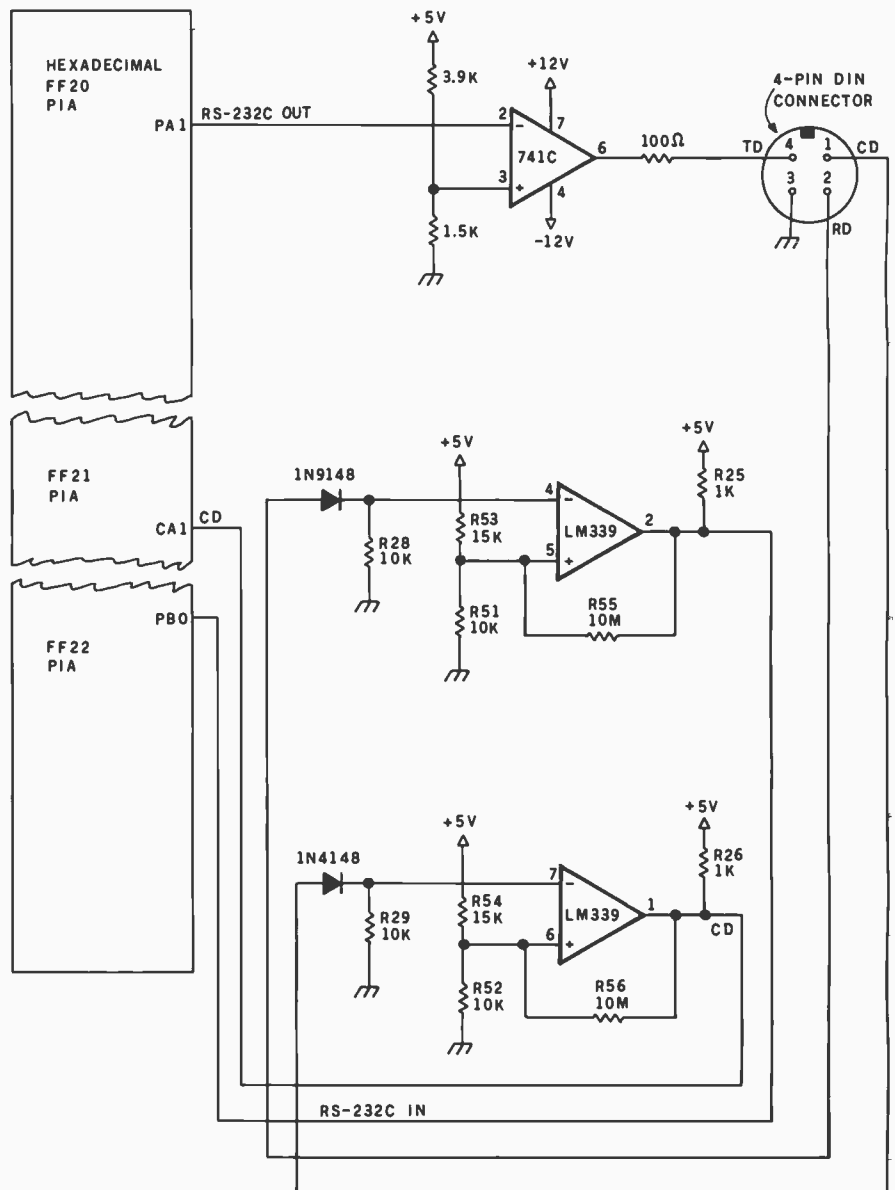 HEXADECIMAL
FF20
PIA
PA1
RS-232C OUT
+5V
3.9K
1.5K
2
-
3
+
741C
+12V
7
4
-12V
6
100Ω
TD
4-PIN DIN
CONNECTOR
4
1
3
2
CD
RD
FF21
PIA
CA1
CD
FF22
PIA
PB0
1N9148
R28
10K
+5V
R53
15K
R51
10K
4
-
5
+
LM339
2
R55
10M
+5V
R25
1K
1N4148
R29
10K
+5V
R54
15K
R52
10K
7
-
6
+
LM339
1
R56
10M
+5V
R26
1K
CD
RS-232C IN